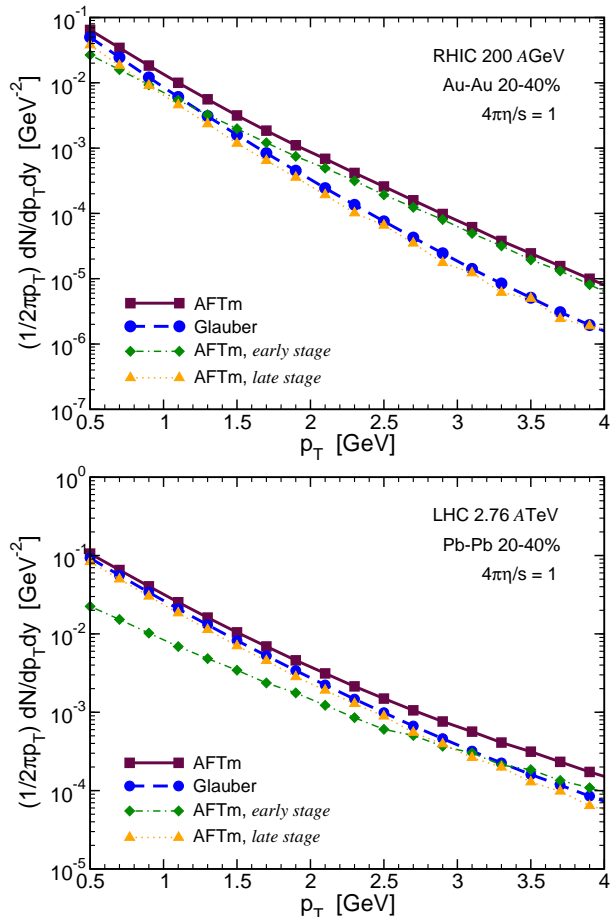 10⁻¹
10⁻²
10⁻³
10⁻⁴
10⁻⁵
10⁻⁶
10⁻⁷
(1/2πp_T) dN/dp_Tdy [GeV⁻²]
RHIC 200 AGeV
Au-Au 20-40%
4πη/s = 1
AFTm
Glauber
AFTm, early stage
AFTm, late stage
0.5 1 1.5 2 2.5 3 3.5 4
p_T [GeV]
10⁰
10⁻¹
10⁻²
10⁻³
10⁻⁴
10⁻⁵
(1/2πp_T) dN/dp_Tdy [GeV⁻²]
LHC 2.76 ATeV
Pb-Pb 20-40%
4πη/s = 1
AFTm
Glauber
AFTm, early stage
AFTm, late stage
0.5 1 1.5 2 2.5 3 3.5 4
p_T [GeV]